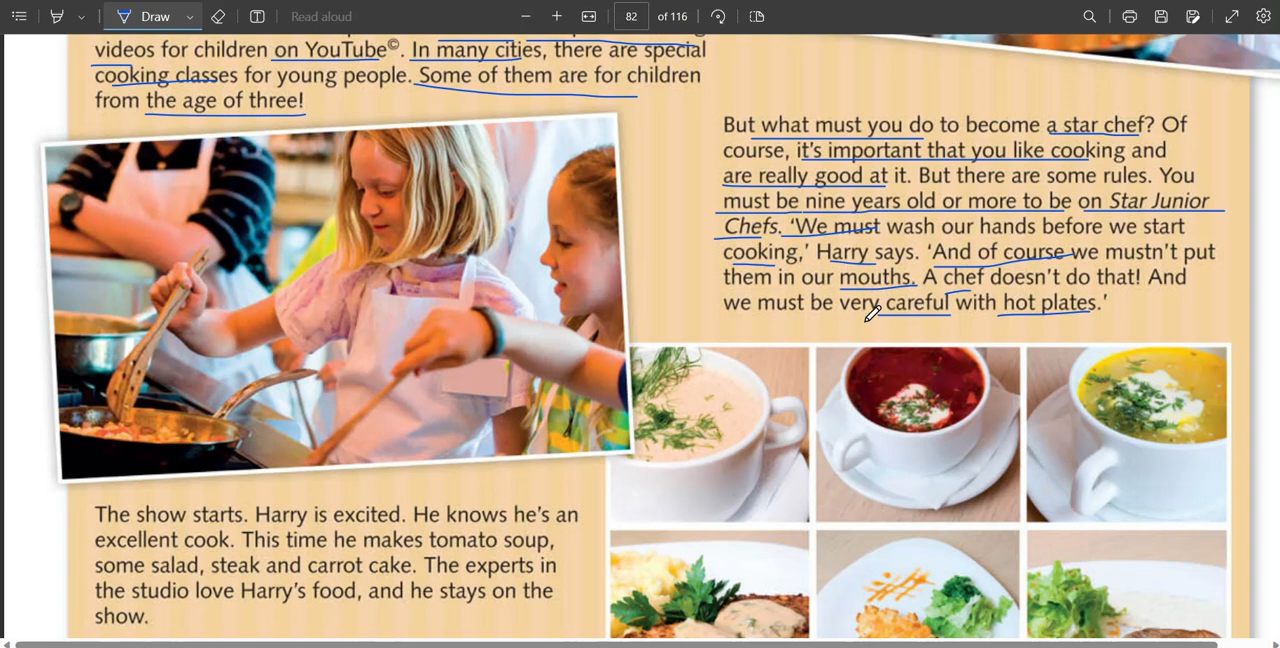 Draw
Read aloud
82
of 116
videos for children on YouTube©. In many cities, there are special
cooking classes for young people. Some of them are for children
from the age of three!
But what must you do to become a star chef? Of
course, it's important that you like cooking and
are really good at it. But there are some rules. You
must be nine years old or more to be on Star Junior
Chefs. 'We must wash our hands before we start
cooking,' Harry says. 'And of course we mustn't put
them in our mouths. A chef doesn't do that! And
we must be very careful with hot plates.'
The show starts. Harry is excited. He knows he's an
excellent cook. This time he makes tomato soup,
some salad, steak and carrot cake. The experts in
the studio love Harry's food, and he stays on the
show.